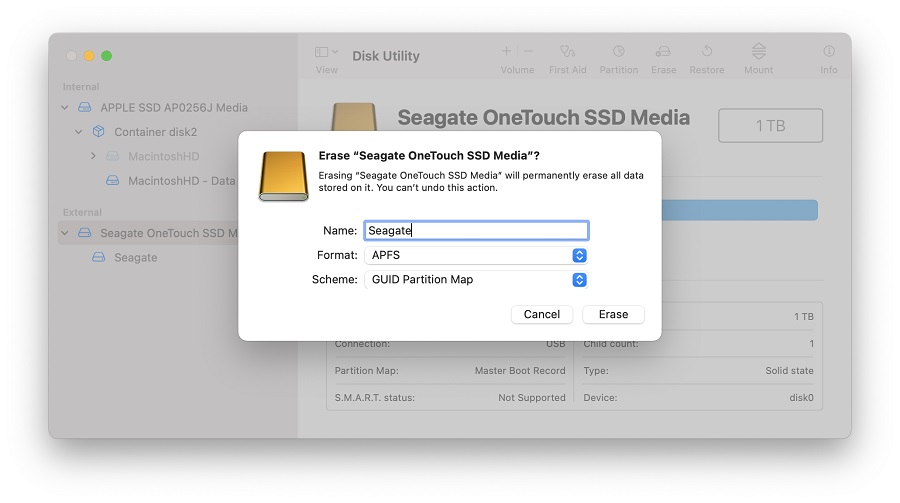 View
Disk Utility
Volume
First Aid
Partition
Erase
Restore
Mount
Info
Internal
APPLE SSD AP0256J Media
Container disk2
MacintoshHD
MacintoshHD - Data
External
Seagate OneTouch SSD M
Seagate
Seagate OneTouch SSD Media
1 TB
Erase “Seagate OneTouch SSD Media”?
Erasing “Seagate OneTouch SSD Media” will permanently erase all data
stored on it. You can’t undo this action.
Name: Seagate
Format: APFS
Scheme: GUID Partition Map
Cancel
Erase
1 TB
Connection: USB
Child count: 1
Partition Map: Master Boot Record
Type: Solid state
S.M.A.R.T. status: Not Supported
Device: disk0